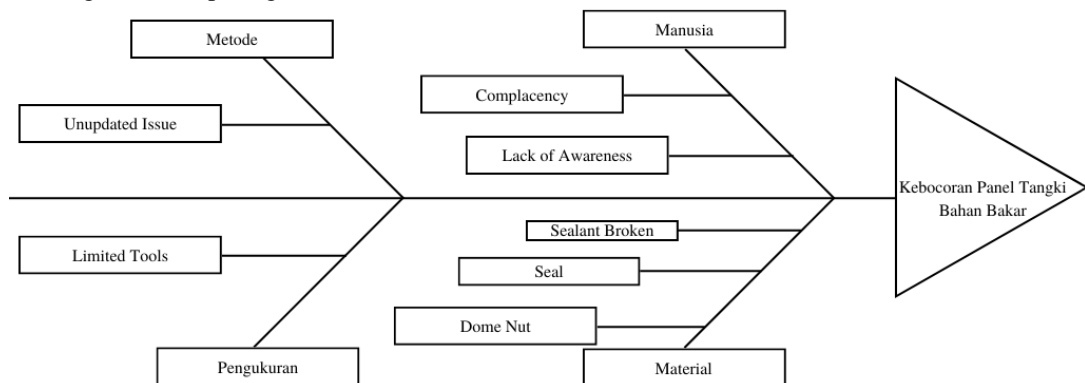 Metode
Manusia
Unupdated Issue
Complacency
Lack of Awareness
Kebocoran Panel Tangki
Bahan Bakar
Limited Tools
Sealant Broken
Seal
Dome Nut
Pengukuran
Material